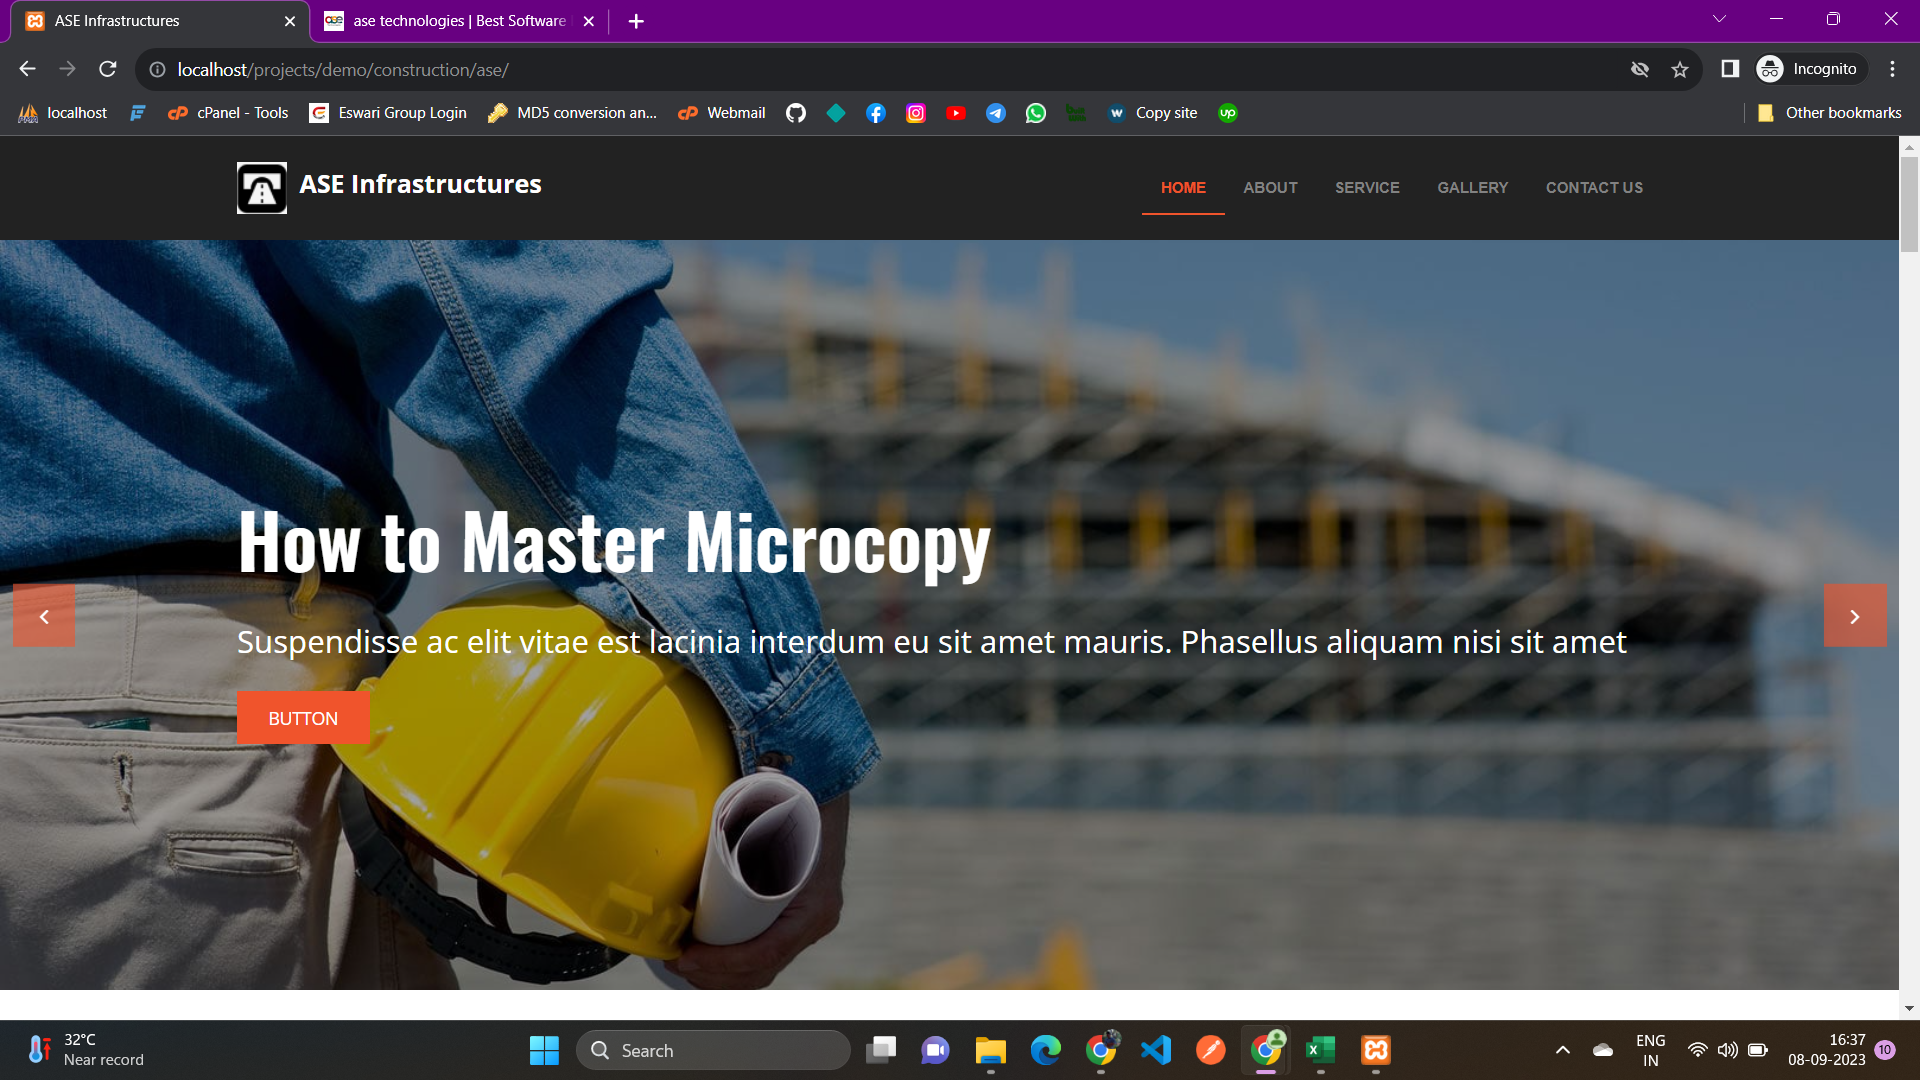 ASE Infrastructures
ase technologies | Best Software
localhost/projects/demo/construction/ase/
Incognito
localhost
cPanel - Tools
Eswari Group Login
MD5 conversion an...
Webmail
Copy site
Other bookmarks
ASE Infrastructures
HOME ABOUT SERVICE GALLERY CONTACT US
How to Master Microcopy
Suspendisse ac elit vitae est lacinia interdum eu sit amet mauris. Phasellus aliquam nisi sit amet
BUTTON
32°C
Near record
Search
ENG
IN
16:37
08-09-2023
10